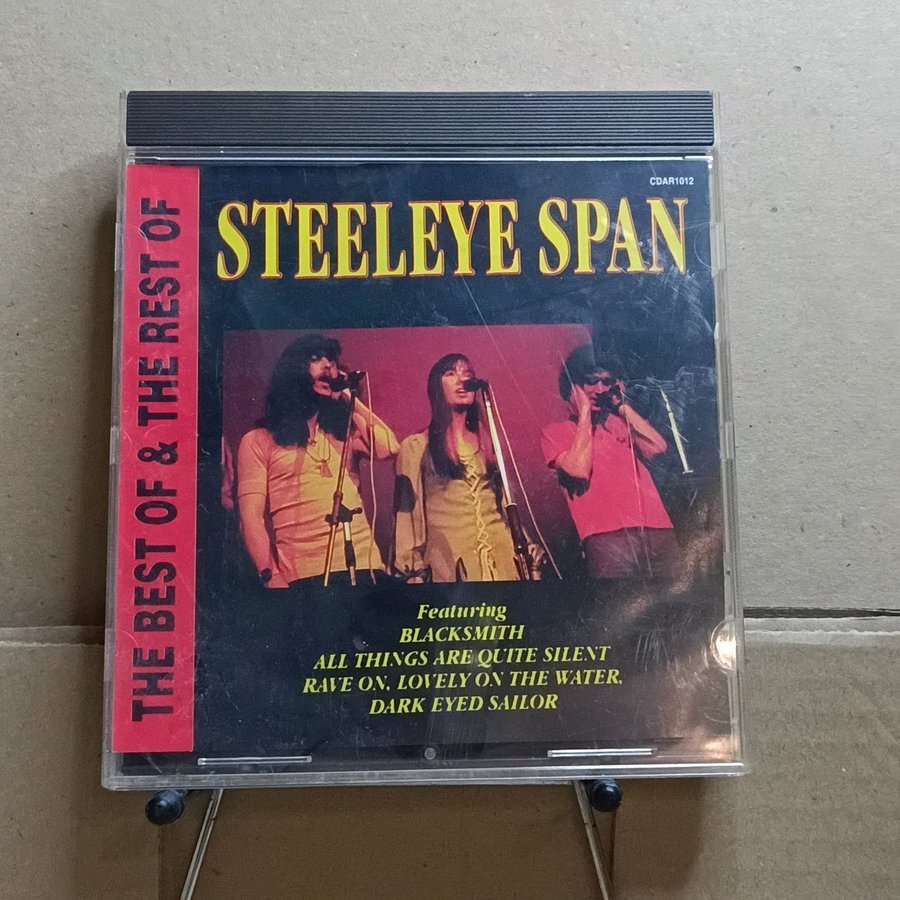 CDAR1012
STEELEYE SPAN
THE BEST OF & THE REST OF
Featuring
BLACKSMITH
ALL THINGS ARE QUITE SILENT
RAVE ON, LOVELY ON THE WATER,
DARK EYED SAILOR